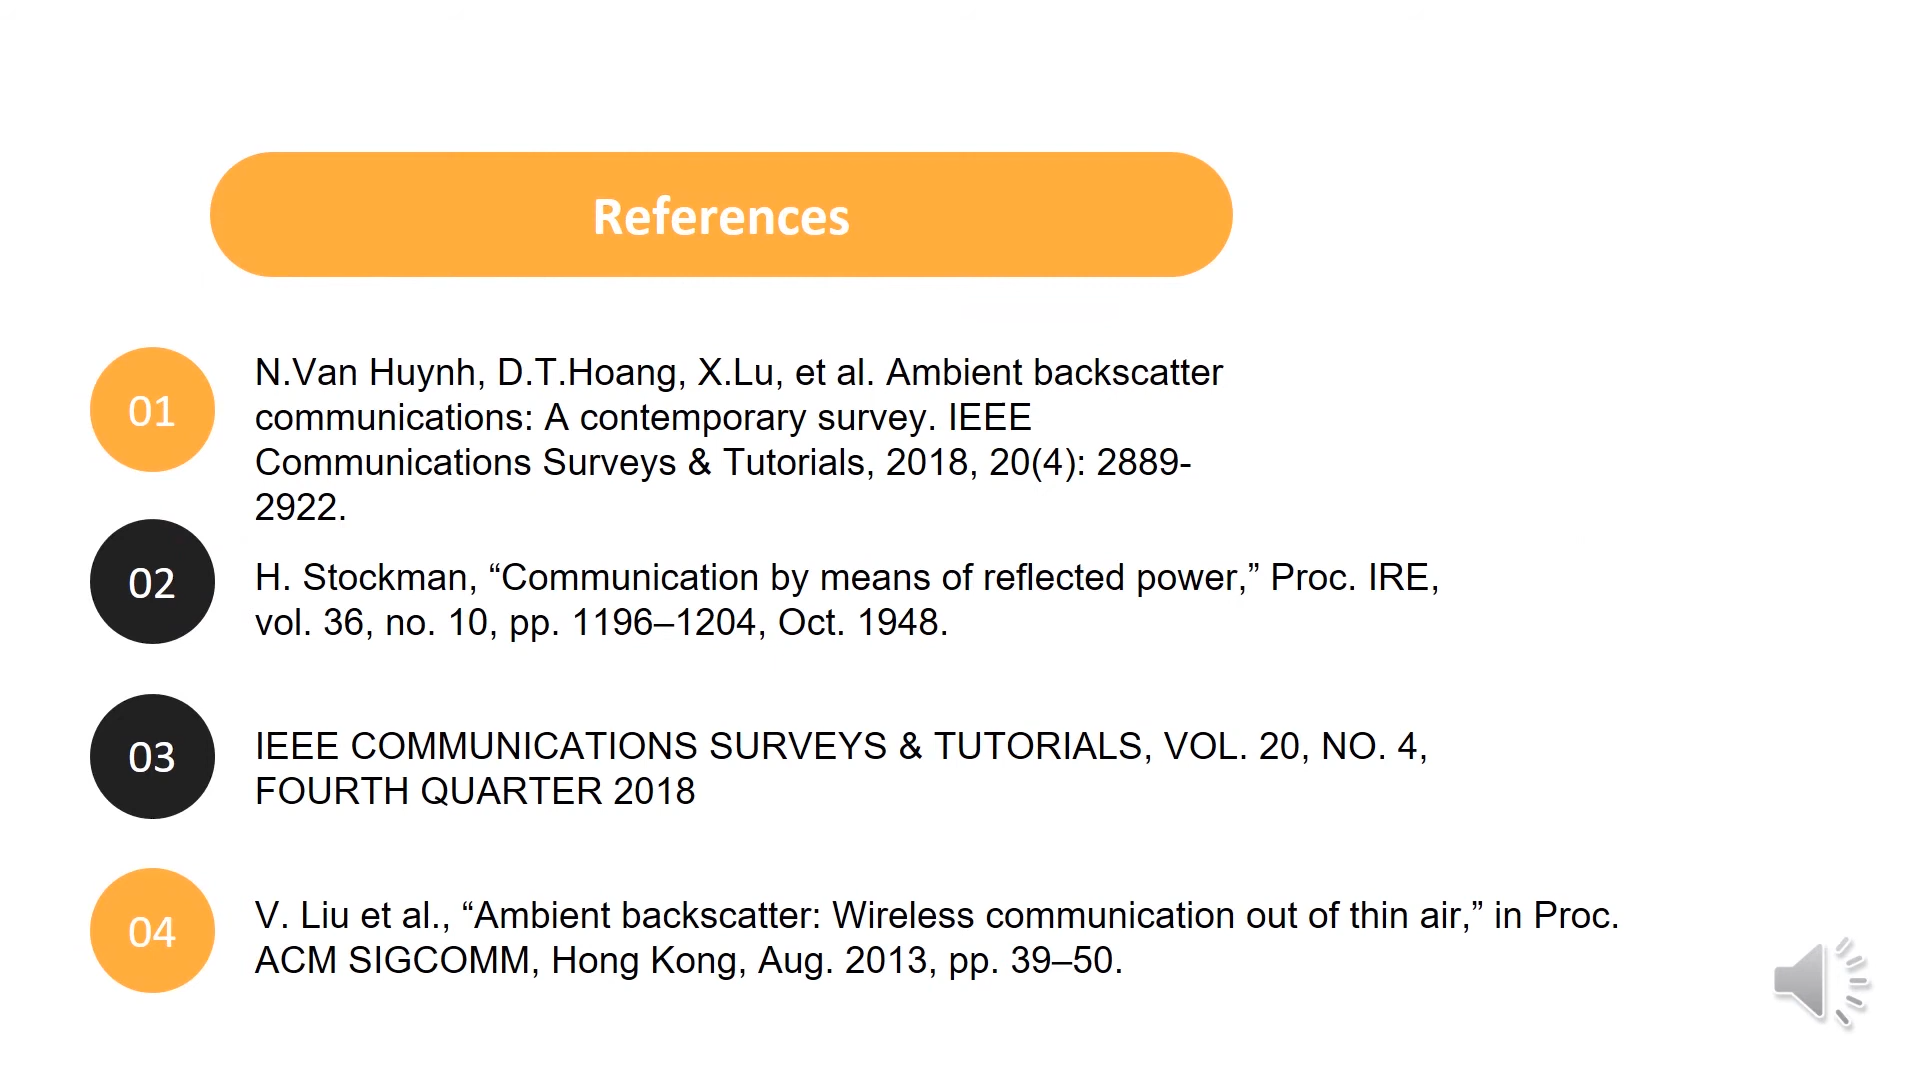 References
01
N.Van Huynh, D.T.Hoang, X.Lu, et al. Ambient backscatter
communications: A contemporary survey. IEEE
Communications Surveys & Tutorials, 2018, 20(4): 2889-
2922.
02
H. Stockman, “Communication by means of reflected power,” Proc. IRE,
vol. 36, no. 10, pp. 1196–1204, Oct. 1948.
03
IEEE COMMUNICATIONS SURVEYS & TUTORIALS, VOL. 20, NO. 4,
FOURTH QUARTER 2018
04
V. Liu et al., “Ambient backscatter: Wireless communication out of thin air,” in Proc.
ACM SIGCOMM, Hong Kong, Aug. 2013, pp. 39–50.